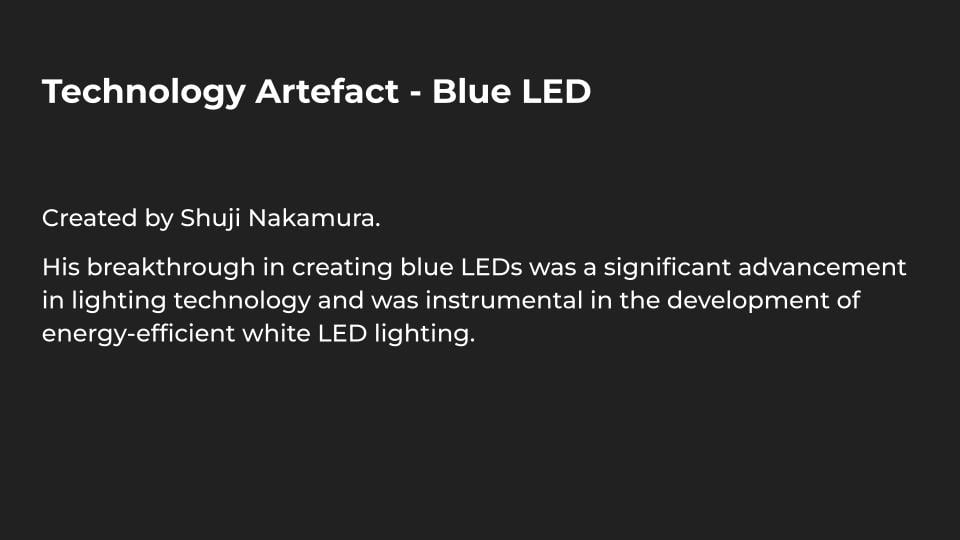 Technology Artefact - Blue LED
Created by Shuji Nakamura.
His breakthrough in creating blue LEDs was a significant advancement
in lighting technology and was instrumental in the development of
energy-efficient white LED lighting.